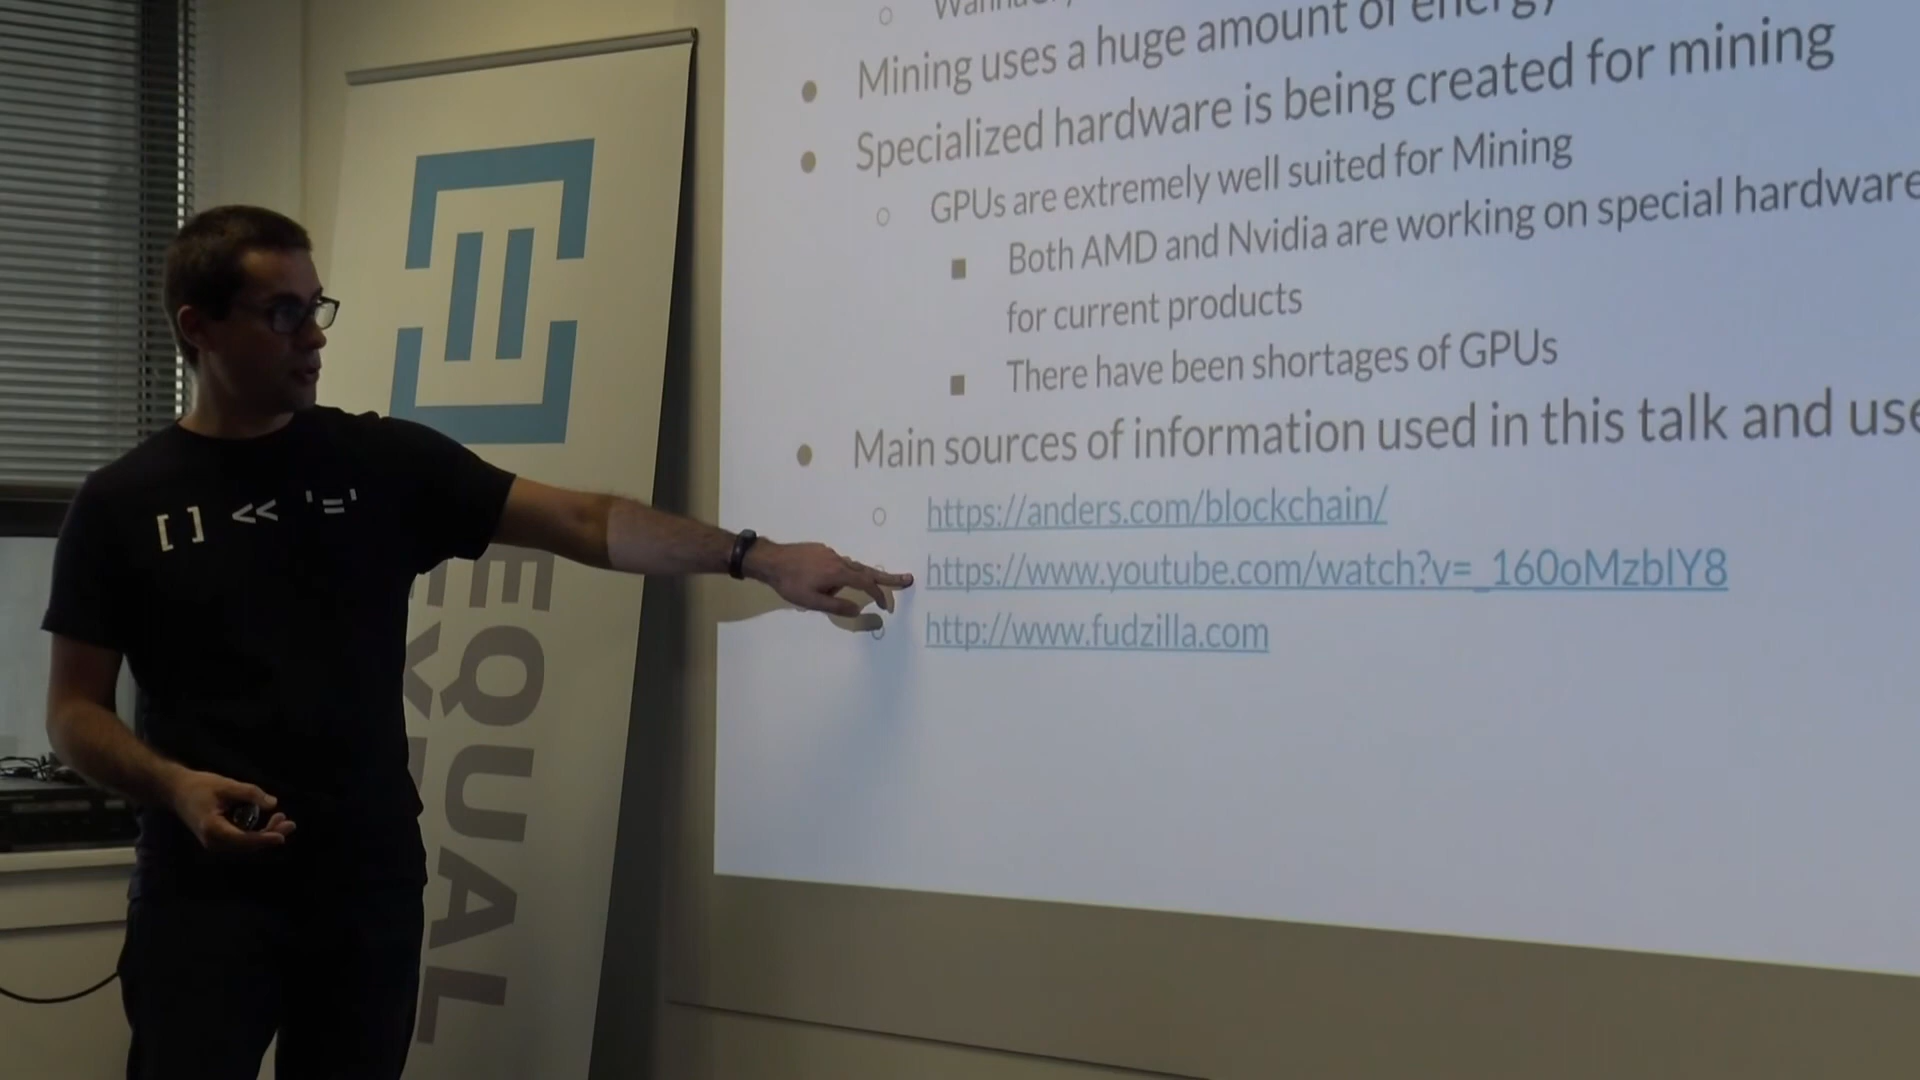 Mining uses a huge amount of energy
Specialized hardware is being created for mining
GPUs are extremely well suited for Mining
Both AMD and Nvidia are working on special hardware
for current products
There have been shortages of GPUs
Main sources of information used in this talk and
https://anders.com/blockchain/
https://www.youtube.com/watch?v=_160oMzblY8
http://www.fudzilla.com
[ ] << '='
EQUAL